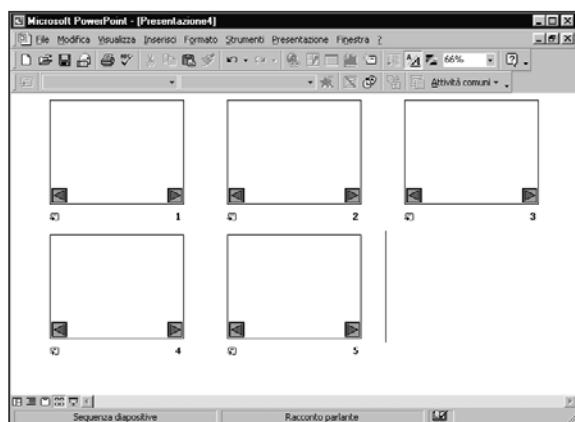 Microsoft PowerPoint - [Presentazione4]
File Modifica Visualizza Inserisci Formato Strumenti Presentazione Finestra ?
66%
Attività comuni
1 2 3
4 5
Sequenza diapositive Racconto parlante